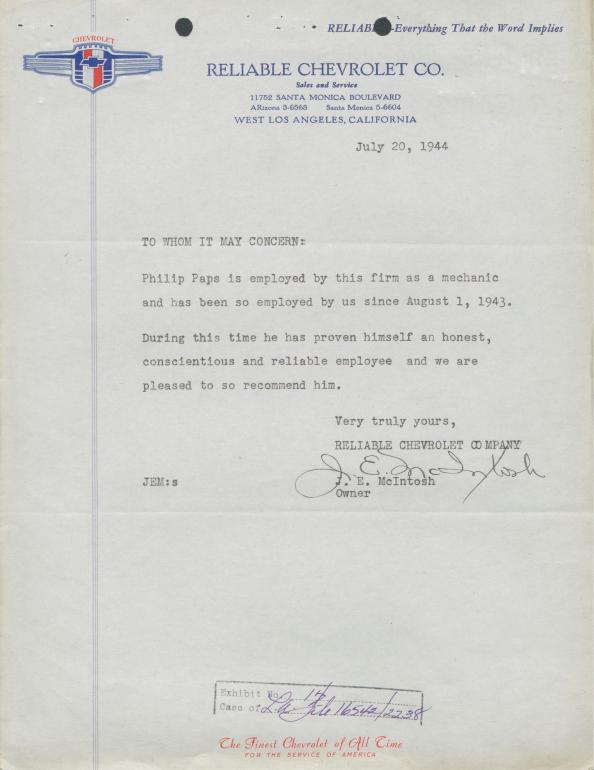 RELIABLE—Everything That the Word Implies
CHEVROLET
RELIABLE CHEVROLET CO.
Sales and Service
11752 SANTA MONICA BOULEVARD
ARizona 3-6563 Santa Monica 5-6604
WEST LOS ANGELES, CALIFORNIA
July 20, 1944
TO WHOM IT MAY CONCERN:
Philip Paps is employed by this firm as a mechanic
and has been so employed by us since August 1, 1943.
During this time he has proven himself an honest,
conscientious and reliable employee and we are
pleased to so recommend him.
Very truly yours,
RELIABLE CHEVROLET COMPANY
J. E. McIntosh
JEM:s
J. E. McIntosh
Owner
Exhibit No. 14
Case of LA File 16542/2238
The Finest Chevrolet of All Time
FOR THE SERVICE OF AMERICA